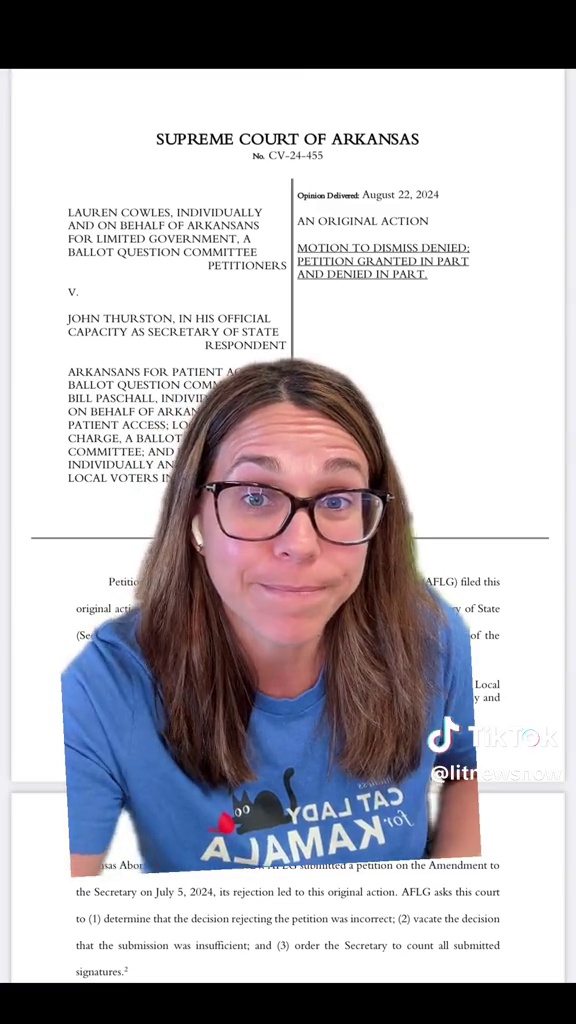 SUPREME COURT OF ARKANSAS
No. CV-24-455
LAUREN COWLES, INDIVIDUALLY
AND ON BEHALF OF ARKANSANS
FOR LIMITED GOVERNMENT, A
BALLOT QUESTION COMMITTEE
PETITIONERS
V.
JOHN THURSTON, IN HIS OFFICIAL
CAPACITY AS SECRETARY OF STATE
RESPONDENT
ARKANSANS FOR PATIENT
BALLOT QUESTION
BILL PASCHALL,
ON BEHALF OF
PATIENT ACCESS;
CHARGE, A BALLOT
COMMITTEE; AND
INDIVIDUALLY
LOCAL VOTERS
Opinion Delivered: August 22, 2024
AN ORIGINAL ACTION
MOTION TO DISMISS DENIED;
PETITION GRANTED IN PART
AND DENIED IN PART.
(AFLG) filed this
original of State
of the
Local
and
TikTok
@litnewsnow
CAT LADY
for KAMALA
submitted a petition on the Amendment to
the Secretary on July 5, 2024, its rejection led to this original action. AFLG asks this court
to (1) determine that the decision rejecting the petition was incorrect; (2) vacate the decision
that the submission was insufficient; and (3) order the Secretary to count all submitted
signatures.²